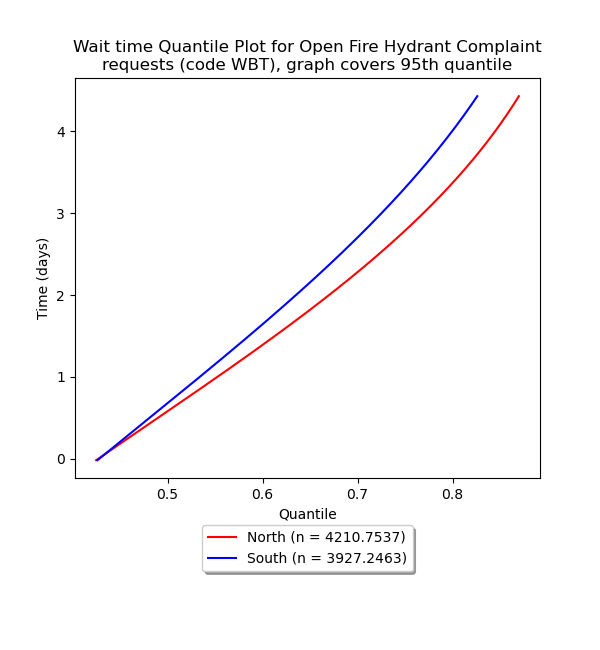 Wait time Quantile Plot for Open Fire Hydrant Complaint
requests (code WBT), graph covers 95th quantile
4
3
2
1
0
Time (days)
0.5 0.6 0.7 0.8
Quantile
North (n = 4210.7537)
South (n = 3927.2463)